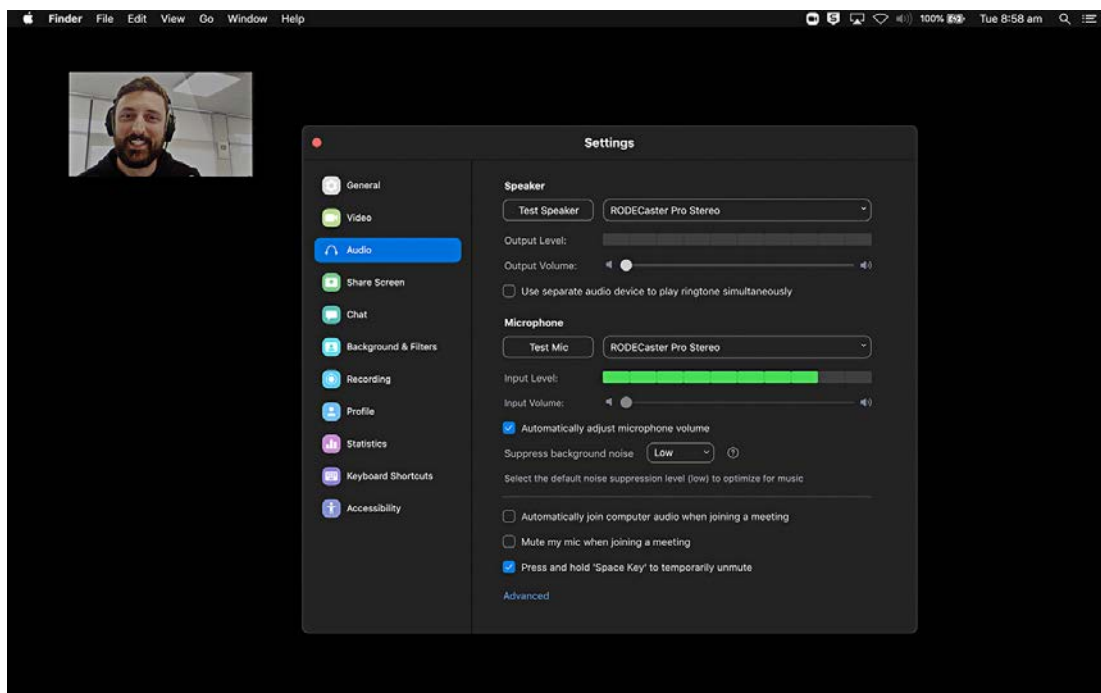 Finder File Edit View Go Window Help 100% Tue 8:58 am
Settings
General
Video
Audio
Share Screen
Chat
Background & Filters
Recording
Profile
Statistics
Keyboard Shortcuts
Accessibility
Speaker
Test Speaker RODECaster Pro Stereo
Output Level:
Output Volume:
Use separate audio device to play ringtone simultaneously
Microphone
Test Mic RODECaster Pro Stereo
Input Level:
Input Volume:
Automatically adjust microphone volume
Suppress background noise Low ?
Select the default noise suppression level (low) to optimize for music
Automatically join computer audio when joining a meeting
Mute my mic when joining a meeting
Press and hold 'Space Key' to temporarily unmute
Advanced